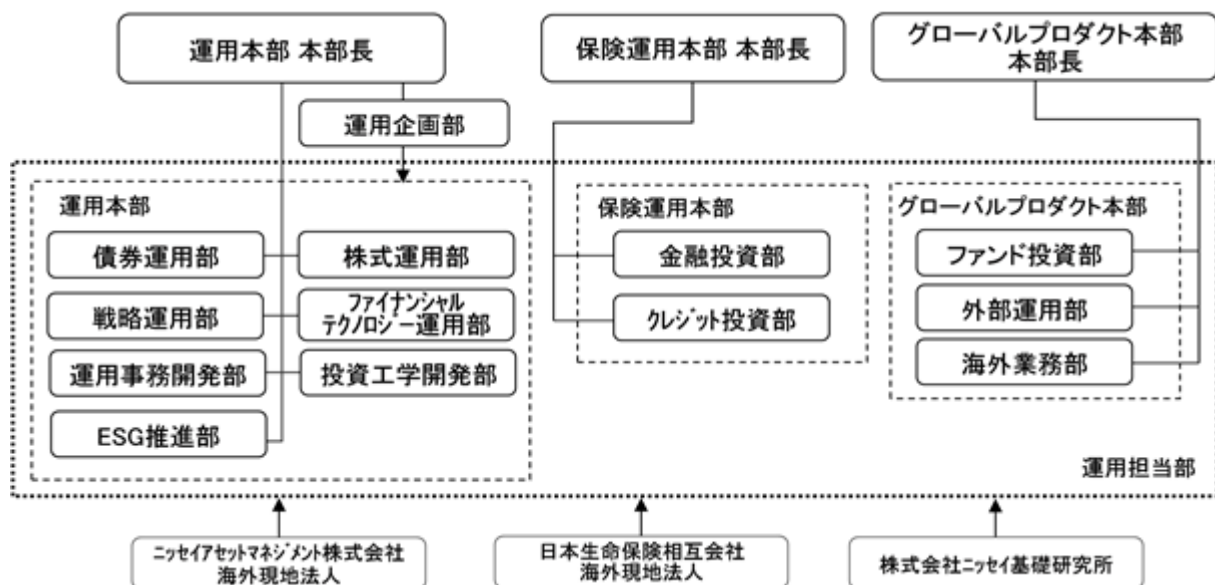 運用本部 本部長
保険運用本部 本部長
グローバルプロダクト本部
本部長
運用企画部
運用本部
債券運用部
株式運用部
戦略運用部
ファイナンシャル
テクノロジー運用部
運用事務開発部
投資工学開発部
ESG推進部
保険運用本部
金融投資部
クレジット投資部
グローバルプロダクト本部
ファンド投資部
外部運用部
海外業務部
運用担当部
ニッセイアセットマネジメント株式会社
海外現地法人
日本生命保険相互会社
海外現地法人
株式会社ニッセイ基礎研究所